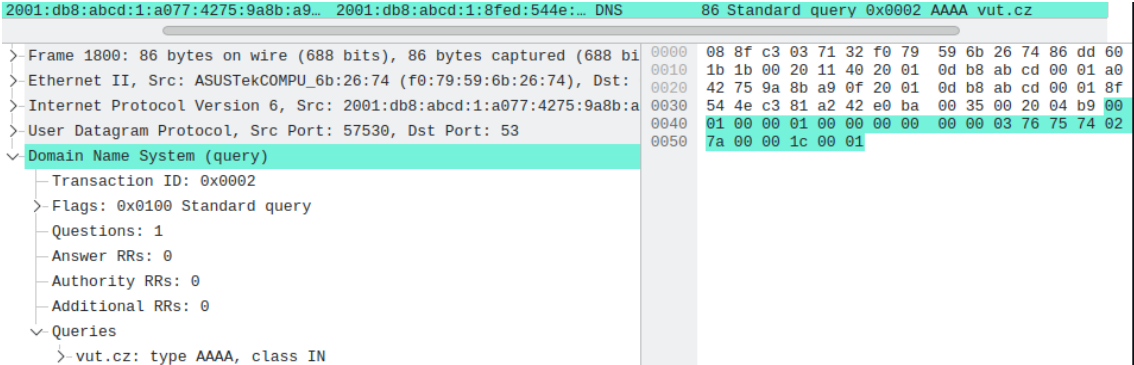 2001:db8:abcd:1:a077:4275:9a8b:a9… 2001:db8:abcd:1:8fed:544e:… DNS 86 Standard query 0x0002 AAAA vut.cz
Frame 1800: 86 bytes on wire (688 bits), 86 bytes captured (688 bi
Ethernet II, Src: ASUSTekCOMPU_6b:26:74 (f0:79:59:6b:26:74), Dst:
Internet Protocol Version 6, Src: 2001:db8:abcd:1:a077:4275:9a8b:a
User Datagram Protocol, Src Port: 57530, Dst Port: 53
Domain Name System (query)
Transaction ID: 0x0002
Flags: 0x0100 Standard query
Questions: 1
Answer RRs: 0
Authority RRs: 0
Additional RRs: 0
Queries
vut.cz: type AAAA, class IN
0000 08 8f c3 03 71 32 f0 79 59 6b 26 74 86 dd 60
0010 1b 1b 00 20 11 40 20 01 0d b8 ab cd 00 01 a0
0020 42 75 9a 8b a9 0f 20 01 0d b8 ab cd 00 01 8f
0030 54 4e c3 81 a2 42 e0 ba 00 35 00 20 04 b9 00
0040 01 00 00 01 00 00 00 00 00 00 03 76 75 74 02
0050 7a 00 00 1c 00 01